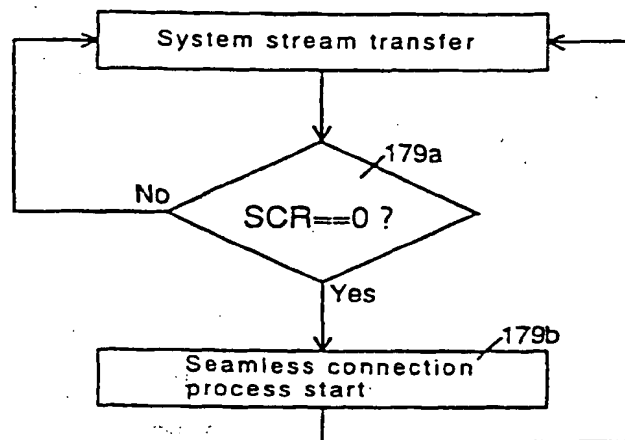 System stream transfer
179a
No
SCR==0 ?
Yes
179b
Seamless connection
process start